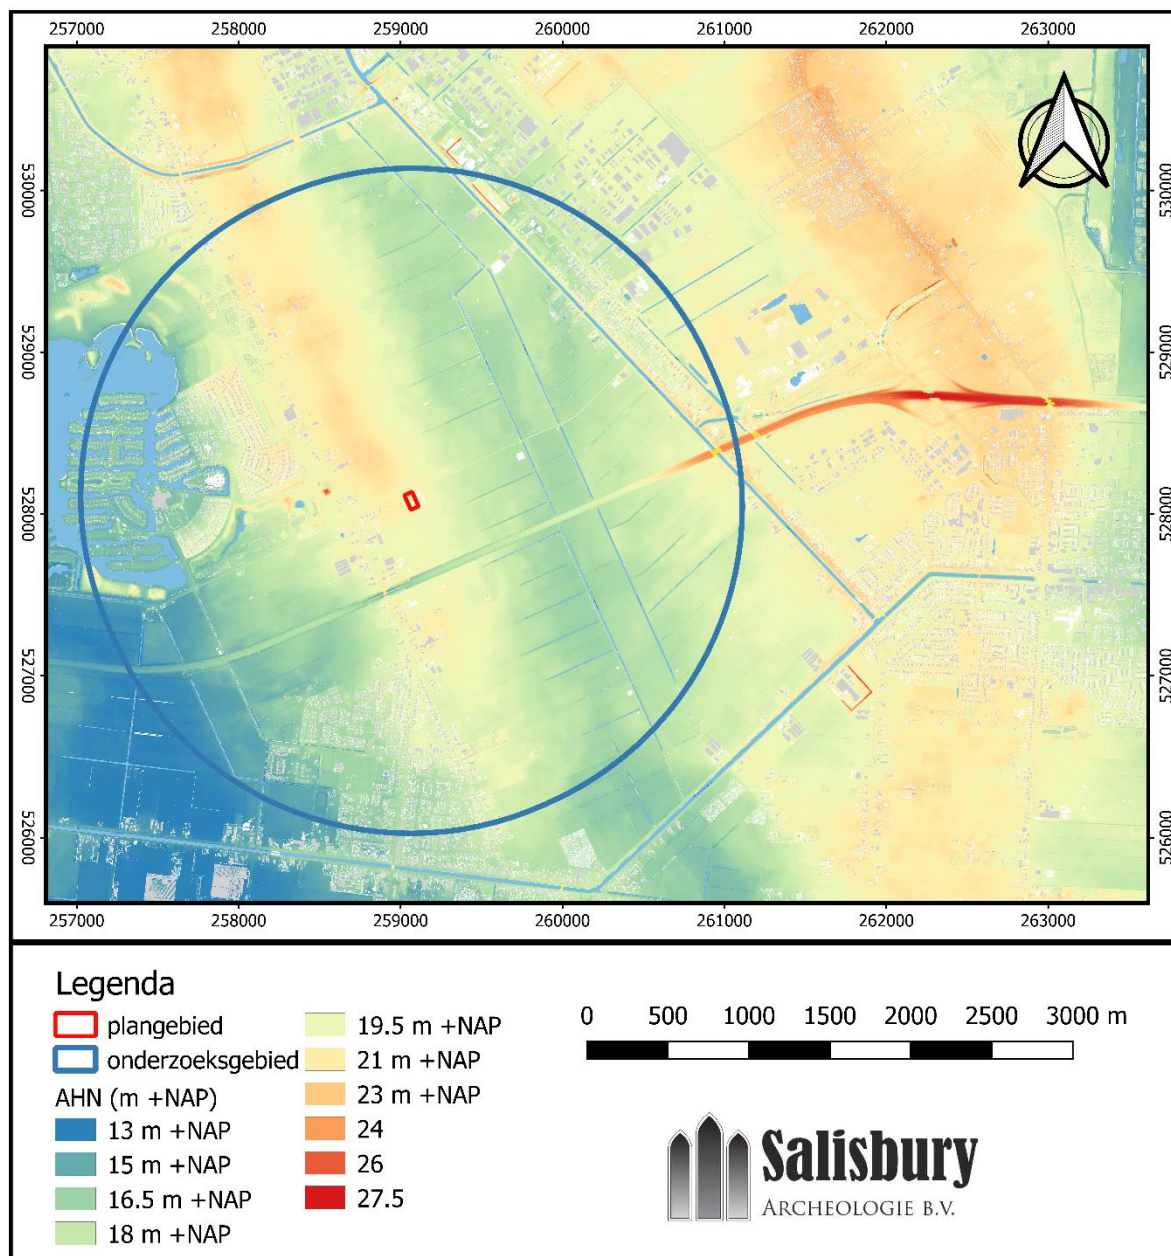 257000 258000 259000 260000 261000 262000 263000
530000 530000
529000 529000
528000 528000
527000 527000
526000 526000
257000 258000 259000 260000 261000 262000 263000
Legenda
plangebied
onderzoeksgebied
AHN (m +NAP)
13 m +NAP
15 m +NAP
16.5 m +NAP
18 m +NAP
19.5 m +NAP
21 m +NAP
23 m +NAP
24
26
27.5
0 500 1000 1500 2000 2500 3000 m
Salisbury
ARCHEOLOGIE B.V.